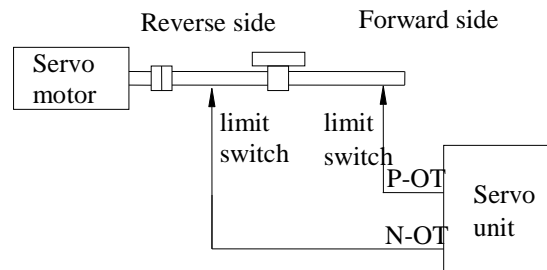 Reverse side
Forward side
Servo
motor
limit
switch
limit
switch
P-OT
N-OT
Servo
unit